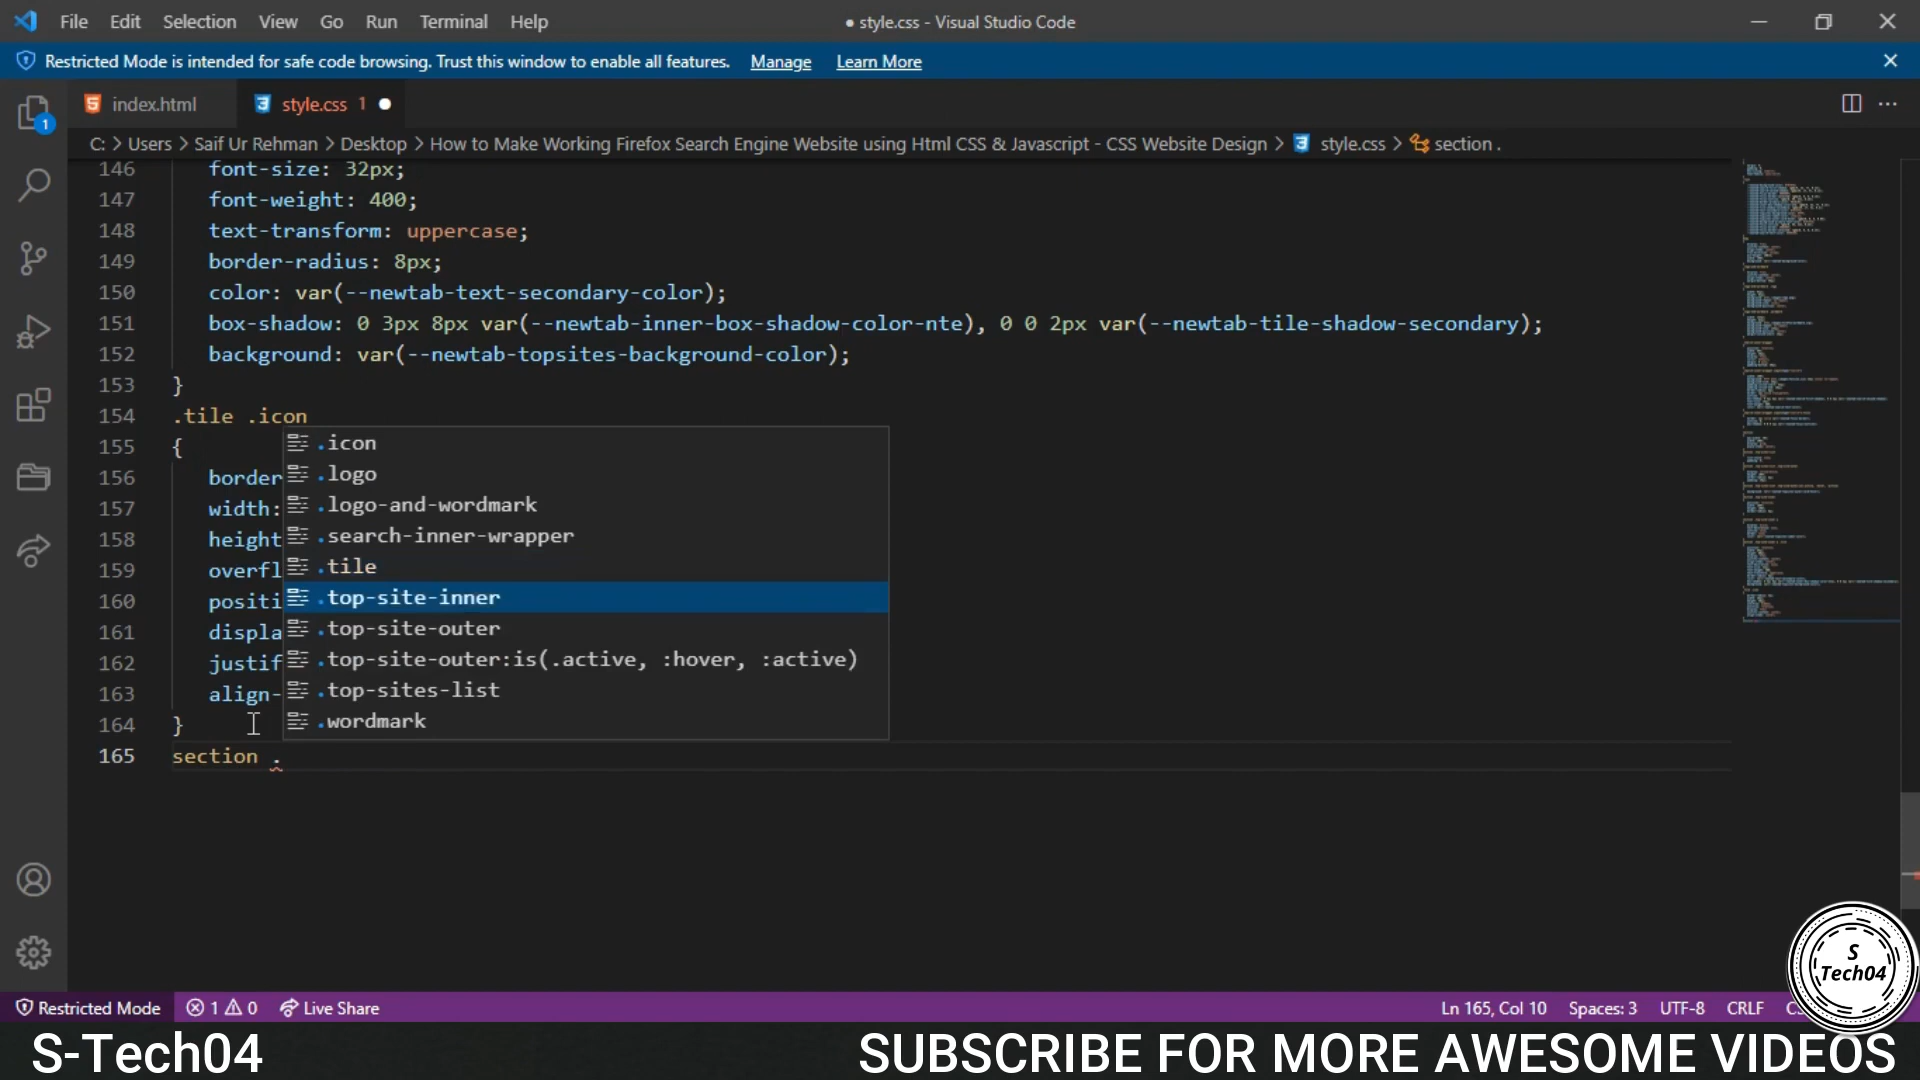 File Edit Selection View Go Run Terminal Help
● style.css - Visual Studio Code
Restricted Mode is intended for safe code browsing. Trust this window to enable all features. Manage Learn More
index.html style.css 1
C: > Users > Saif Ur Rehman > Desktop > How to Make Working Firefox Search Engine Website using Html CSS & Javascript - CSS Website Design > style.css > section .
146 font-size: 32px;
147 font-weight: 400;
148 text-transform: uppercase;
149 border-radius: 8px;
150 color: var(--newtab-text-secondary-color);
151 box-shadow: 0 3px 8px var(--newtab-inner-box-shadow-color-nte), 0 0 2px var(--newtab-tile-shadow-secondary);
152 background: var(--newtab-topsites-background-color);
153 }
154 .tile .icon
155 {
156 border
157 width:
158 height
159 overfl
160 positi
161 displa
162 justif
163 align-
164 }
165 section .
.icon
.logo
.logo-and-wordmark
.search-inner-wrapper
.tile
.top-site-inner
.top-site-outer
.top-site-outer:is(.active, :hover, :active)
.top-sites-list
.wordmark
1
S
Tech04
Restricted Mode 1 0 Live Share Ln 165, Col 10 Spaces: 3 UTF-8 CRLF
S-Tech04 SUBSCRIBE FOR MORE AWESOME VIDEOS